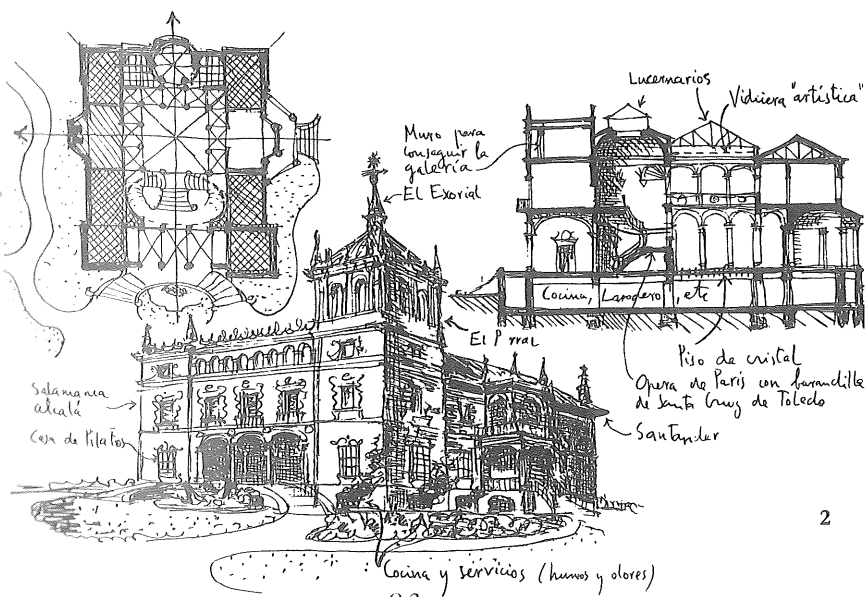 Lucernarios
Vidriera "artística"
Muro para
conseguir la
galería
El Escorial
Cocina, Lavadero, etc
El Parral
Piso de cristal
Opera de París con barandilla
de Santa Cruz de Toledo
Santander
Salamanca
alcalá
Casa de Pilatos
2
Cocina y servicios (humos y olores)